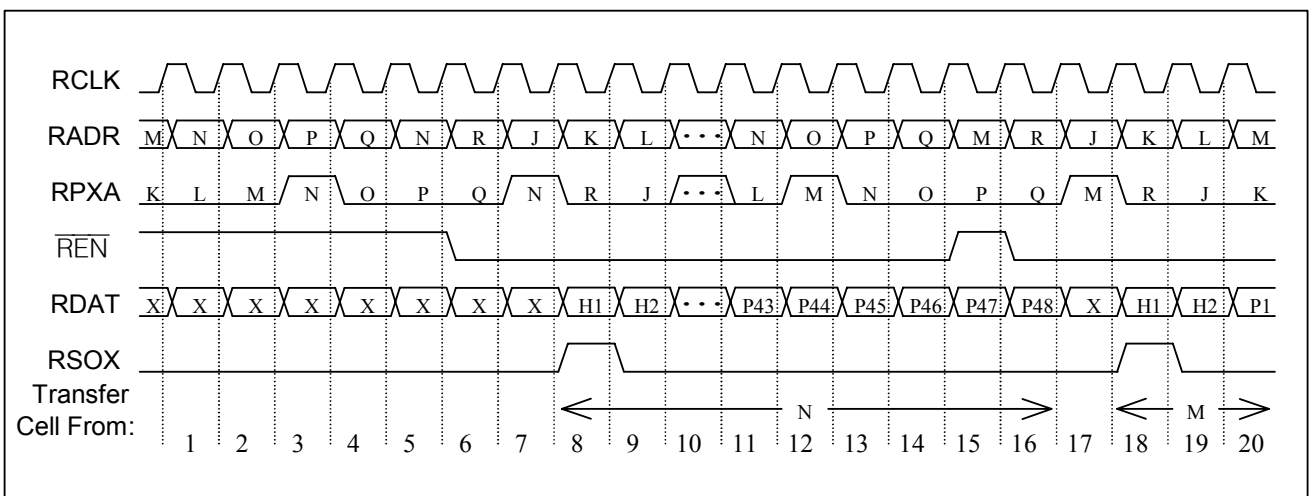 RCLK
RADR M N O P Q N R J K L ··· N O P Q M R J K L M
RPXA K L M N O P Q N R J ··· L M N O P Q M R J K
REN
RDAT X X X X X X X X H1 H2 ··· P43 P44 P45 P46 P47 P48 X H1 H2 P1
RSOX
Transfer
Cell From: N M
1 2 3 4 5 6 7 8 9 10 11 12 13 14 15 16 17 18 19 20